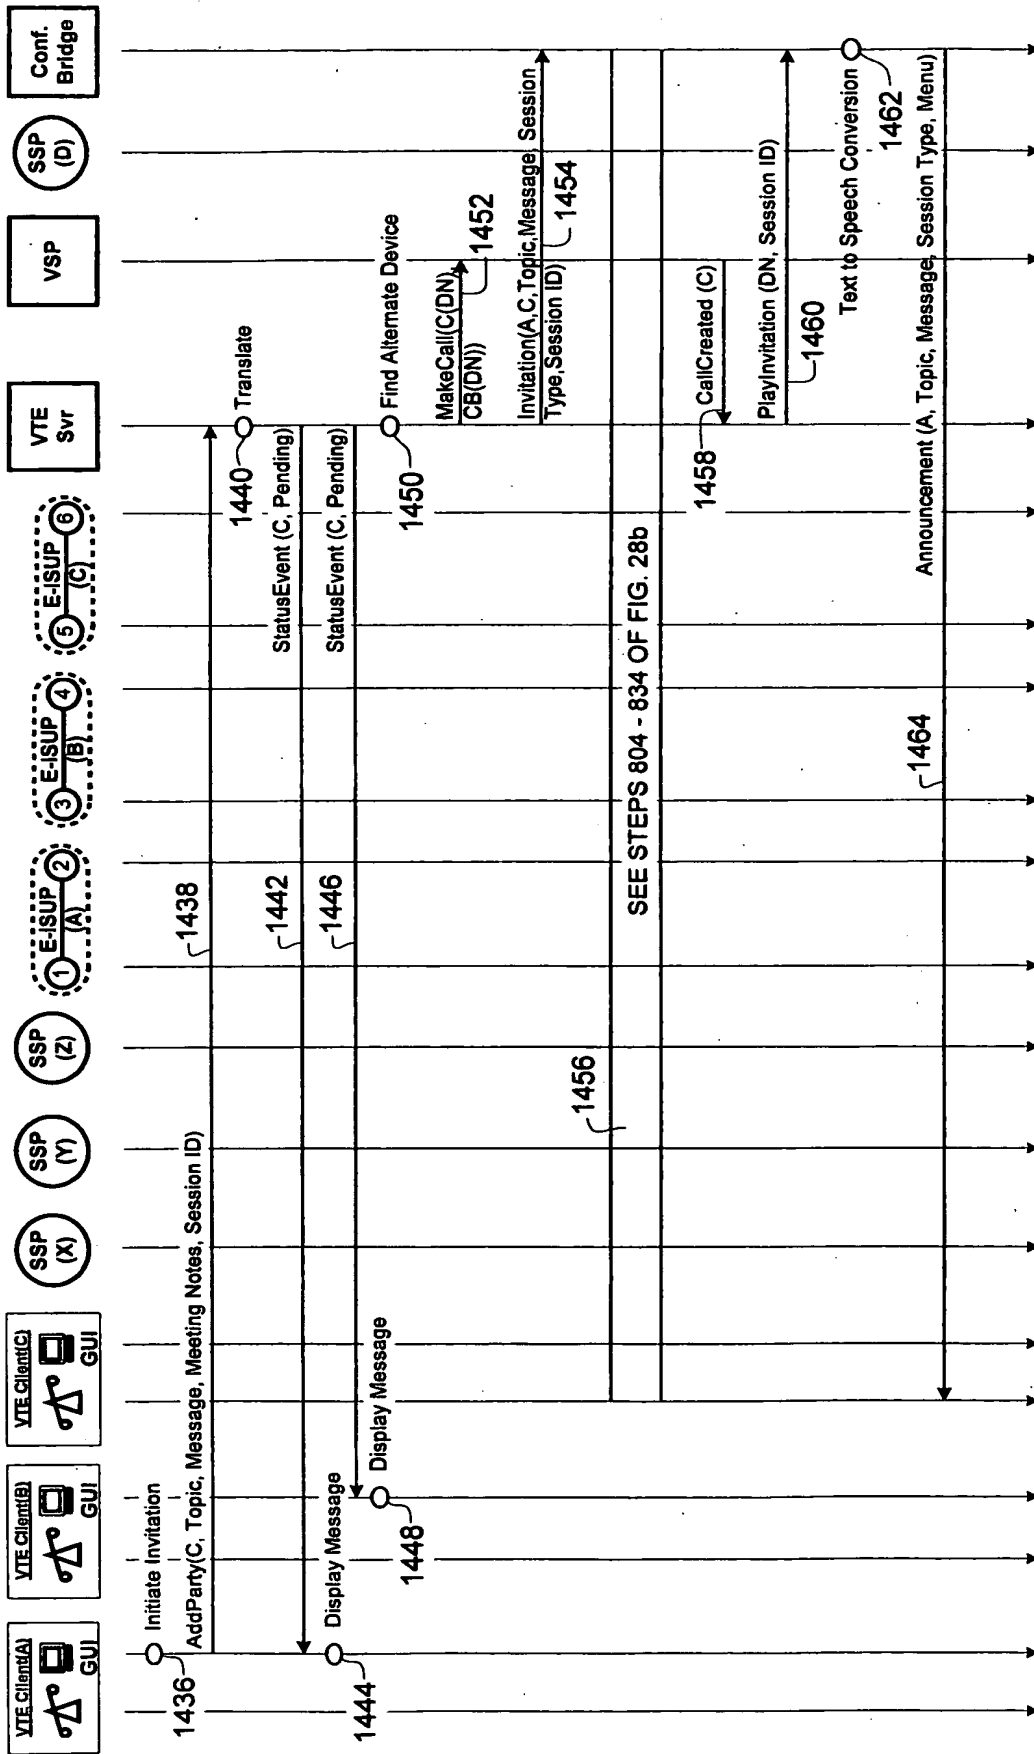 VTE Client(A)
GUI
VTE Client(B)
GUI
VTE Client(C)
GUI
SSP
(X)
SSP
(Y)
SSP
(Z)
1
E-ISUP
(A)
2
3
E-ISUP
(B)
4
5
E-ISUP
(C)
6
VTE
Svr
VSP
SSP
(D)
Conf.
Bridge
Initiate Invitation
1436
AddParty(C, Topic, Message, Meeting Notes, Session ID)
1438
Translate
1440
StatusEvent (C, Pending)
1442
Display Message
1444
StatusEvent (C, Pending)
1446
Display Message
1448
Find Alternate Device
1450
MakeCall(C(DN),
CB(DN))
1452
Invitation(A,C,Topic,Message, Session
Type,Session ID)
1454
SEE STEPS 804 - 834 OF FIG. 28b
1456
CallCreated (C)
1458
PlayInvitation (DN, Session ID)
1460
Text to Speech Conversion
1462
Announcement (A, Topic, Message, Session Type, Menu)
1464